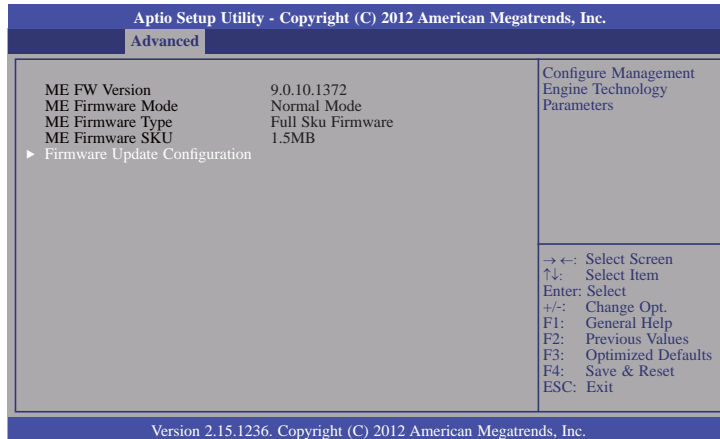 Aptio Setup Utility - Copyright (C) 2012 American Megatrends, Inc.
Advanced
ME FW Version 9.0.10.1372
ME Firmware Mode Normal Mode
ME Firmware Type Full Sku Firmware
ME Firmware SKU 1.5MB
► Firmware Update Configuration
Configure Management
Engine Technology
Parameters
→ ←: Select Screen
↑↓: Select Item
Enter: Select
+/-: Change Opt.
F1: General Help
F2: Previous Values
F3: Optimized Defaults
F4: Save & Reset
ESC: Exit
Version 2.15.1236. Copyright (C) 2012 American Megatrends, Inc.